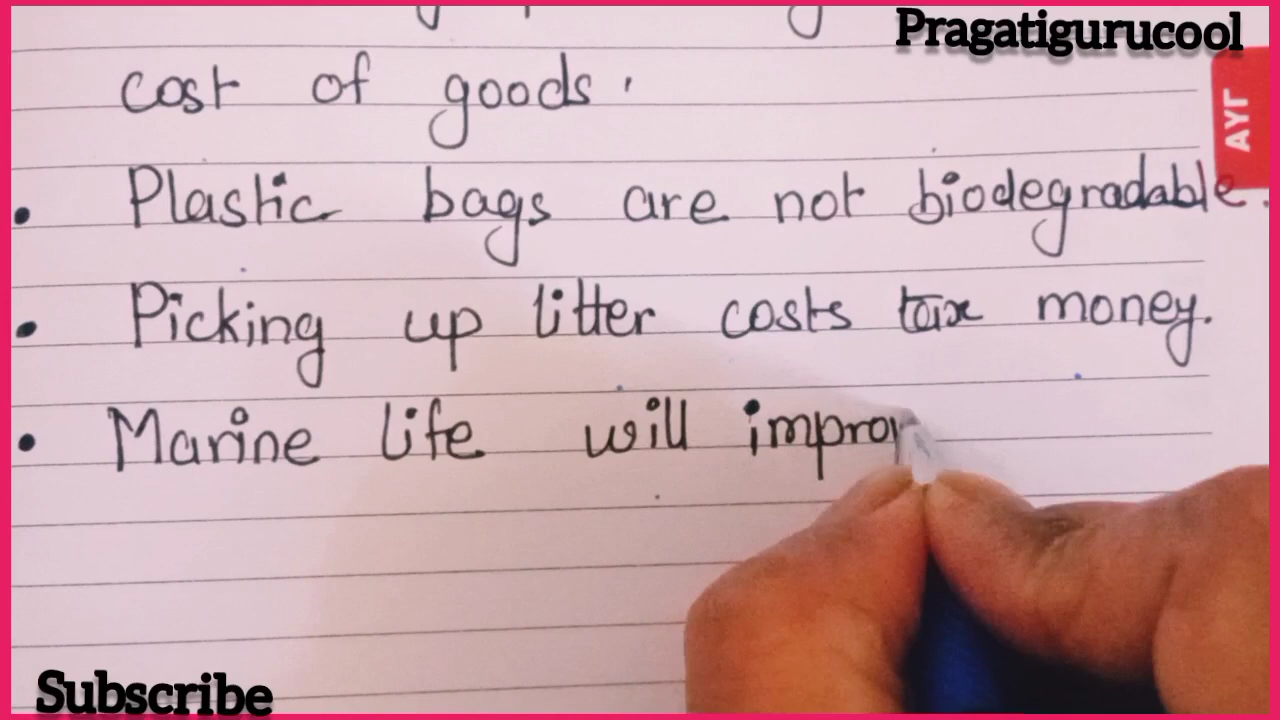 Pragatigurucool
cost of goods.
AYL
• Plastic bags are not biodegradable.
• Picking up litter costs tax money.
• Marine life will improv
Subscribe